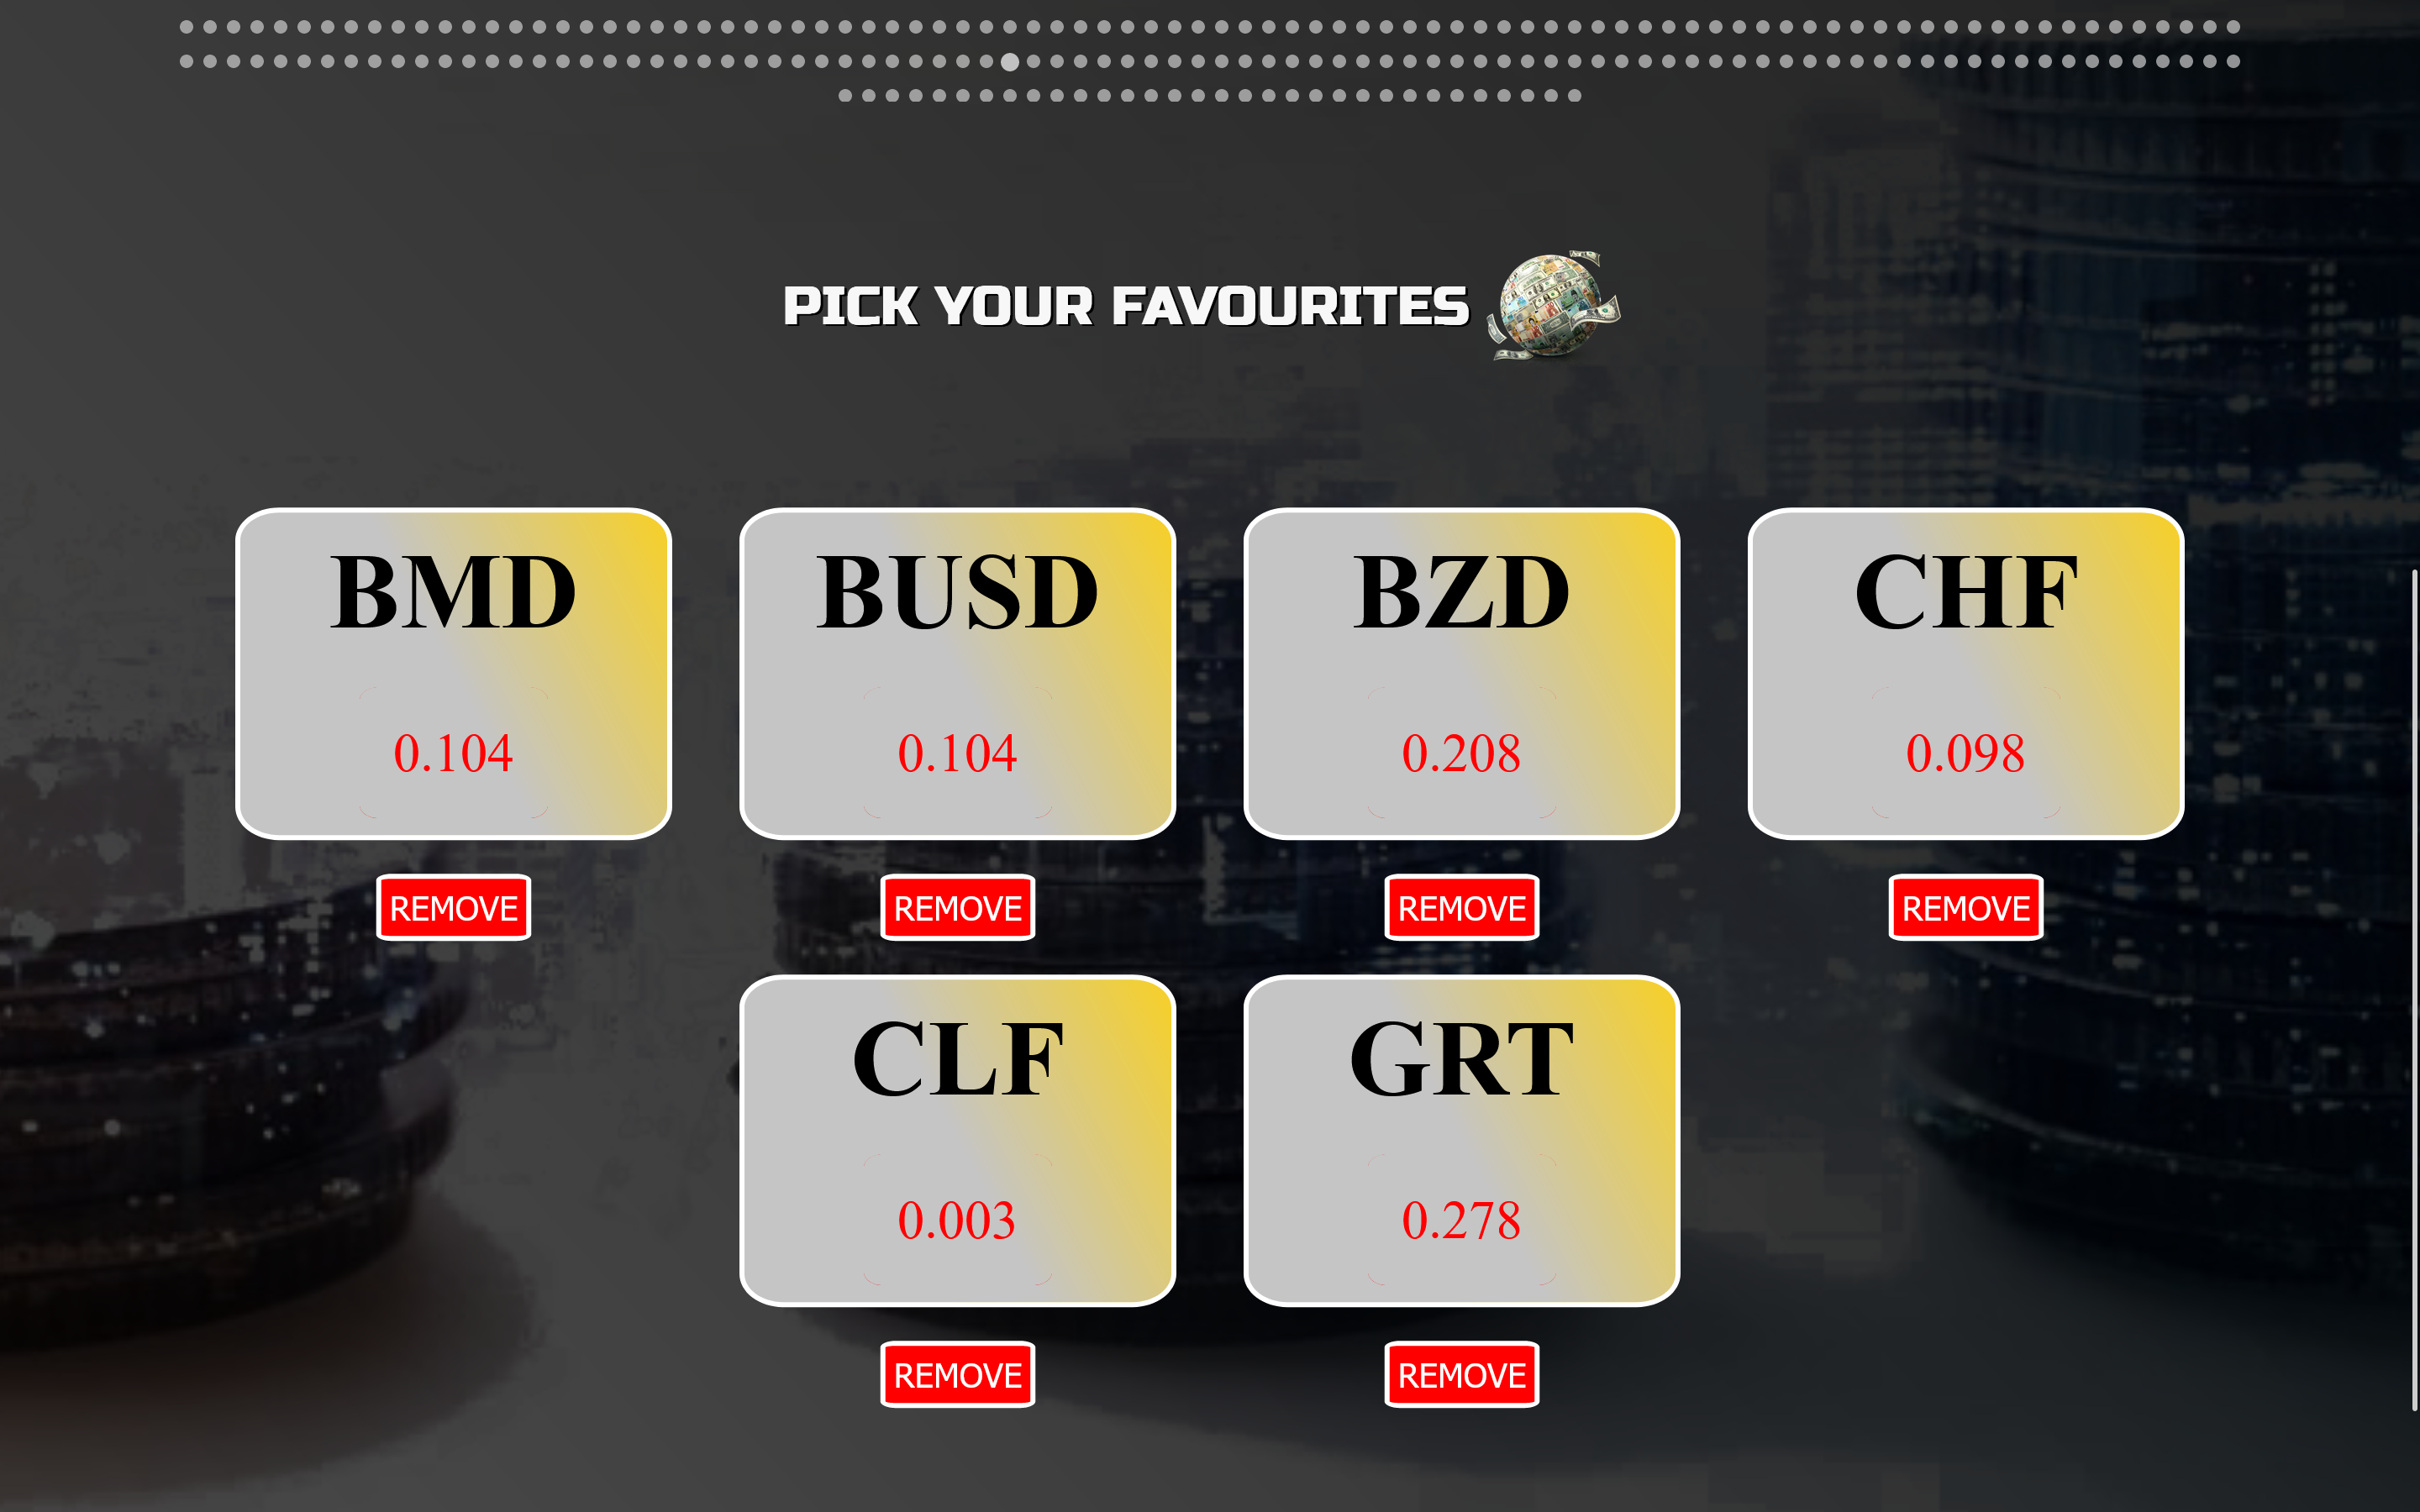 PICK YOUR FAVOURITES
BMD BUSD BZD CHF
0.104 0.104 0.208 0.098
REMOVE REMOVE REMOVE REMOVE
CLF GRT
0.003 0.278
REMOVE REMOVE